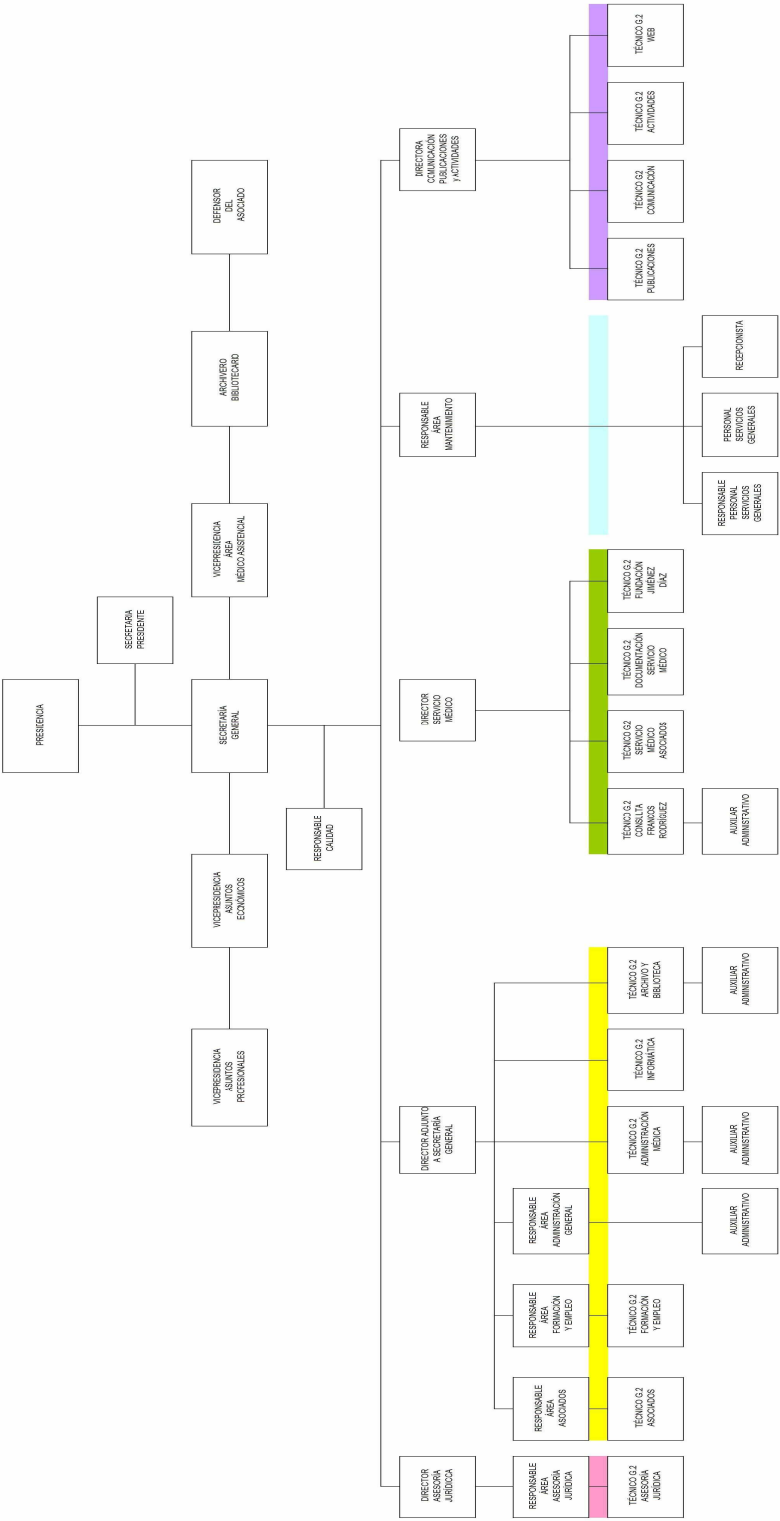 PRESIDENCIA
SECRETARIA
PRESIDENTE
VICEPRESIDENCIA
ASUNTOS
PROFESIONALES
VICEPRESIDENCIA
ASUNTOS
ECONÓMICOS
SECRETARÍA
GENERAL
VICEPRESIDENCIA
ÁREA
MÉDICO ASISTENCIAL
ARCHIVERO
BIBLIOTECARIO
DEFENSOR
DEL
ASOCIADO
RESPONSABLE
CALIDAD
DIRECTOR
ASESORÍA
JURÍDICCA
DIRECTOR ADJUNTO
A SECRETARÍA
GENERAL
DIRECTOR
SERVICIO
MÉDICO
RESPONSABLE
ÁREA
MANTENIMIENTO
DIRECTORA
COMUNICACIÓN
PUBLICACIONES
y ACTIVIDADES
RESPONSABLE
ÁREA
ASESORÍA
JURÍDICA
RESPONSABLE
ÁREA
ASOCIADOS
RESPONSABLE
ÁREA
FORMACIÓN
Y EMPLEO
RESPONSABLE
ÁREA
ADMINISTRACIÓN
GENERAL
TÉCNICO G.2
ASESORÍA
JURÍDICA
TÉCNICO G.2
ASOCIADOS
TÉCNICO G.2
FORMACIÓN
Y EMPLEO
TÉCNICO G.2
ADMINISTRACIÓN
MÉDICA
TÉCNICO G.2
INFORMÁTICA
TÉCNICO G.2
ARCHIVO Y
BIBLIOTECA
TÉCNICO G.2
CONSULTA
FRANCOS
RODRÍGUEZ
TÉCNICO G.2
SERVICIO
MÉDICO
ASOCIADOS
TÉCNICO G.2
DOCUMENTACIÓN
SERVICIO
MÉDICO
TÉCNICO G.2
FUNDACIÓN
JIMÉNEZ
DÍAZ
TÉCNICO G.2
PUBLICACIONES
TÉCNICO G.2
COMUNICACIÓN
TÉCNICO G.2
ACTIVIDADES
TÉCNICO G.2
WEB
AUXILIAR
ADMINISTRATIVO
AUXILIAR
ADMINISTRATIVO
AUXILIAR
ADMINISTRATIVO
AUXILIAR
ADMINISTRATIVO
RESPONSABLE
PERSONAL
SERVICIOS
GENERALES
PERSONAL
SERVICIOS
GENERALES
RECEPCIONISTA